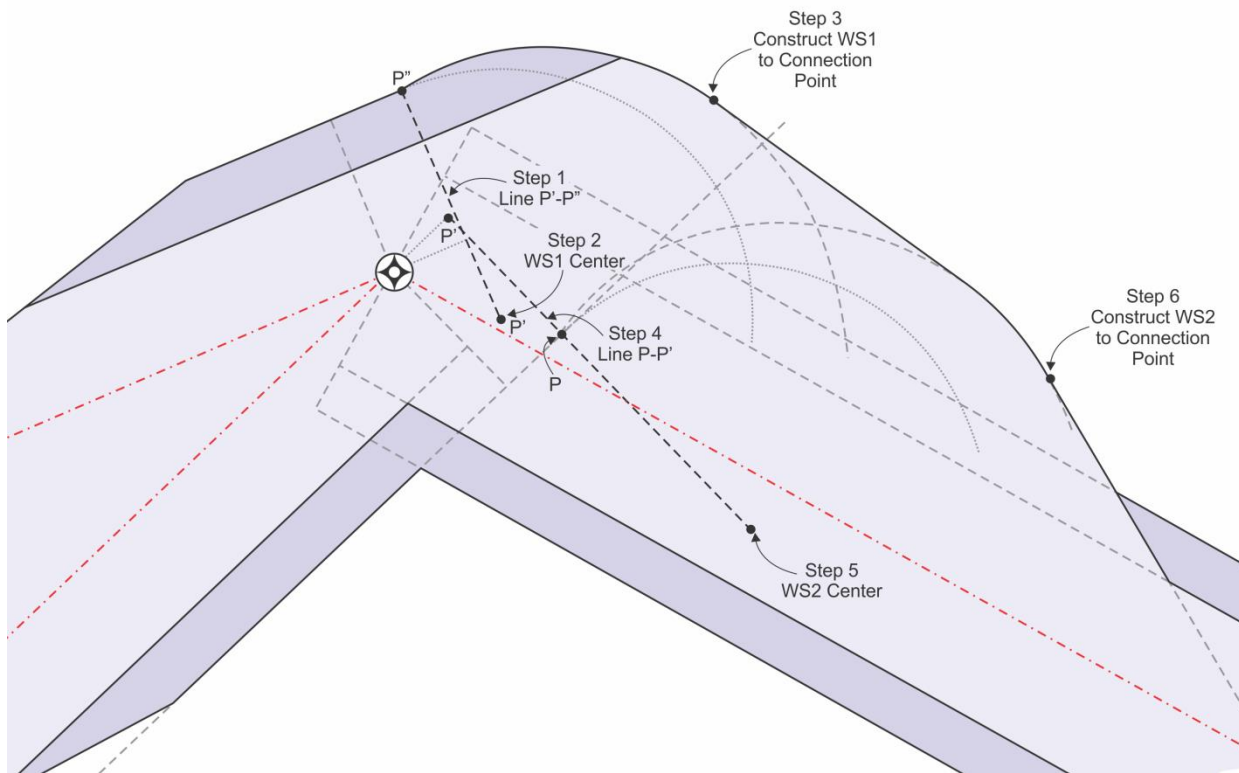 Step 3
Construct WS1
to Connection
Point
P”
Step 1
Line P’-P”
P’
Step 2
WS1 Center
P’
Step 4
Line P-P’
P
Step 6
Construct WS2
to Connection
Point
Step 5
WS2 Center